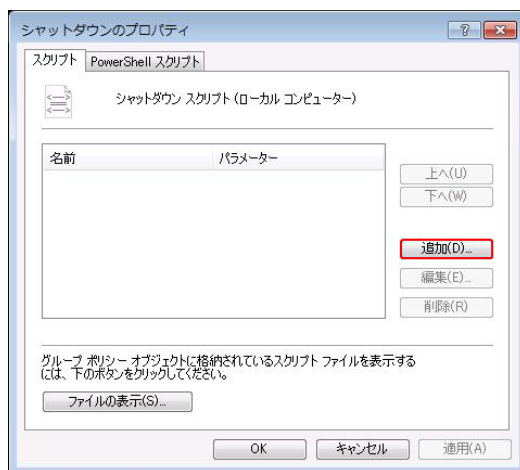 シャットダウンのプロパティ
スクリプト PowerShell スクリプト
シャットダウン スクリプト (ローカル コンピューター)
名前 パラメーター
上へ(U)
下へ(W)
追加(D)...
編集(E)...
削除(R)
グループ ポリシー オブジェクトに格納されているスクリプト ファイルを表示する
には、下のボタンをクリックしてください。
ファイルの表示(S)...
OK キャンセル 適用(A)